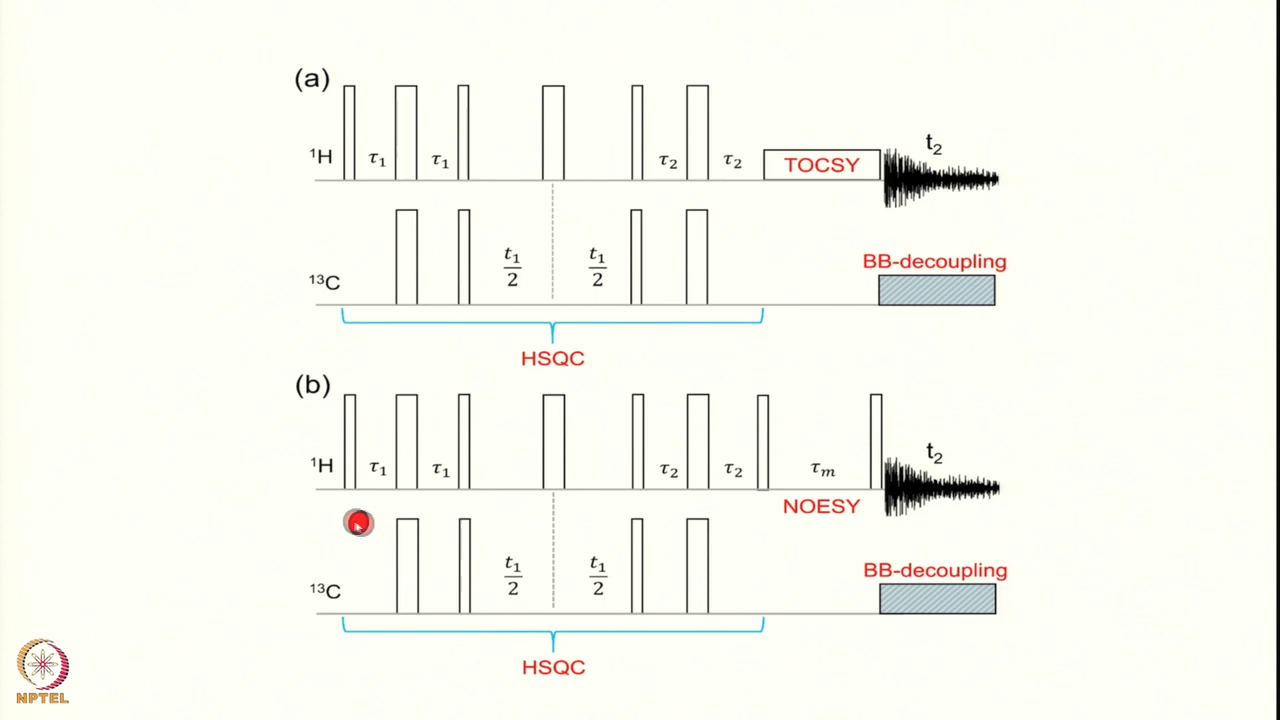 (a)
¹H τ₁ τ₁ τ₂ τ₂ TOCSY t₂
¹³C t₁/2 t₁/2 BB-decoupling
HSQC
(b)
¹H τ₁ τ₁ τ₂ τ₂ τₘ t₂
NOESY
¹³C t₁/2 t₁/2 BB-decoupling
HSQC
NPTEL